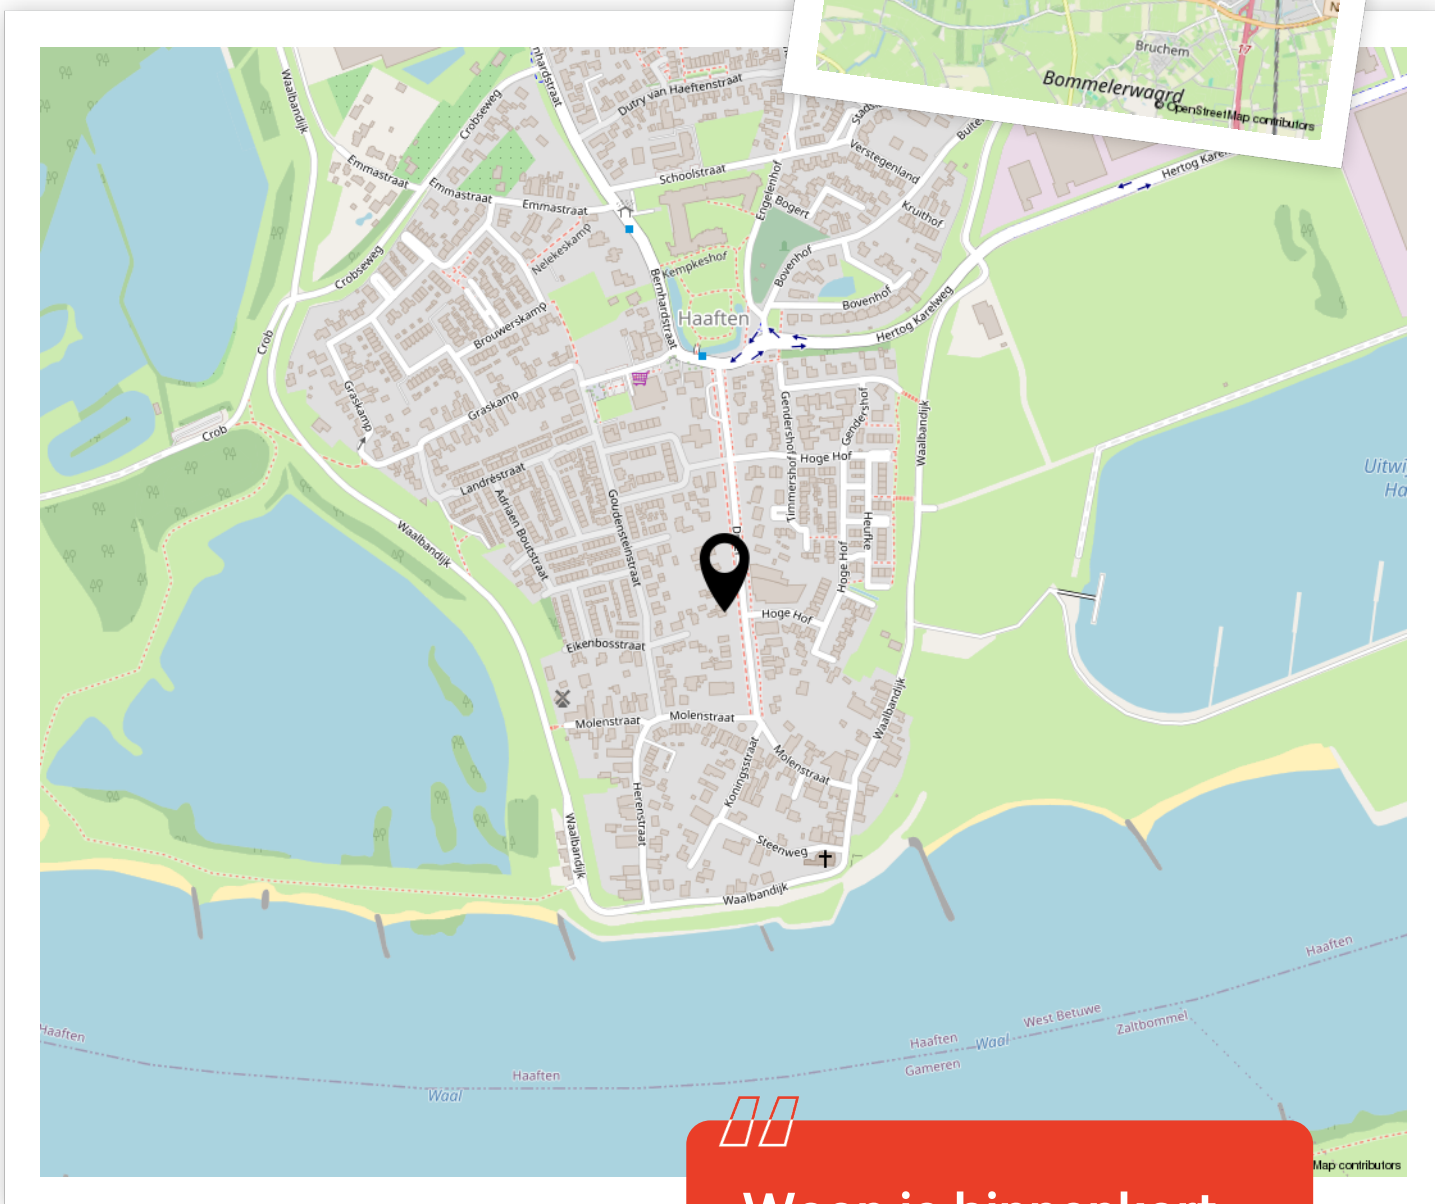 Bruchem
17
N
Bommelerwaard
OpenStreetMap contributors
Waalbandijk
Dutry van Haeftenstraat
Crobseweg
Emmastraat
Emmastraat
Emmastraat
Schoolstraat
Verstegenland
Engelenhof
Bogert
Kruithof
Nelekeskamp
Kempkeshof
Bovenhof
Bovenhof
Crobseweg
Bernhardstraat
Haaften
Hertog Karelweg
Brouwerskamp
Crob
Graskamp
Graskamp
Crob
Gendershof
Gendershof
Waalbandijk
Hoge Hof
Timmershof
Landréstraat
Adriaen Boutstraat
Goudensteinstraat
Heufke
Hoge Hof
Waalbandijk
Hoge Hof
Eikenbosstraat
Molenstraat
Molenstraat
Molenstraat
Waalbandijk
Koningsstraat
Herenstraat
Waalbandijk
Steenweg
Waalbandijk
Haaften
Haaften
West Betuwe
Zaltbommel
Haaften
Waal
Gameren
Haaften
Waal
Map contributors